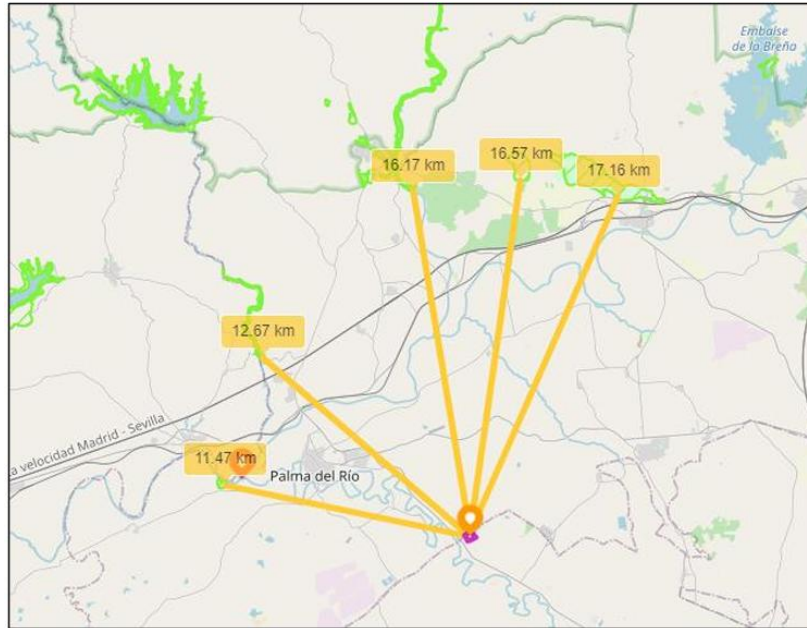 Embalse
de la Breña
16.17 km
16.57 km
17.16 km
12.67 km
a velocidad Madrid - Sevilla
11.47 km
Palma del Río